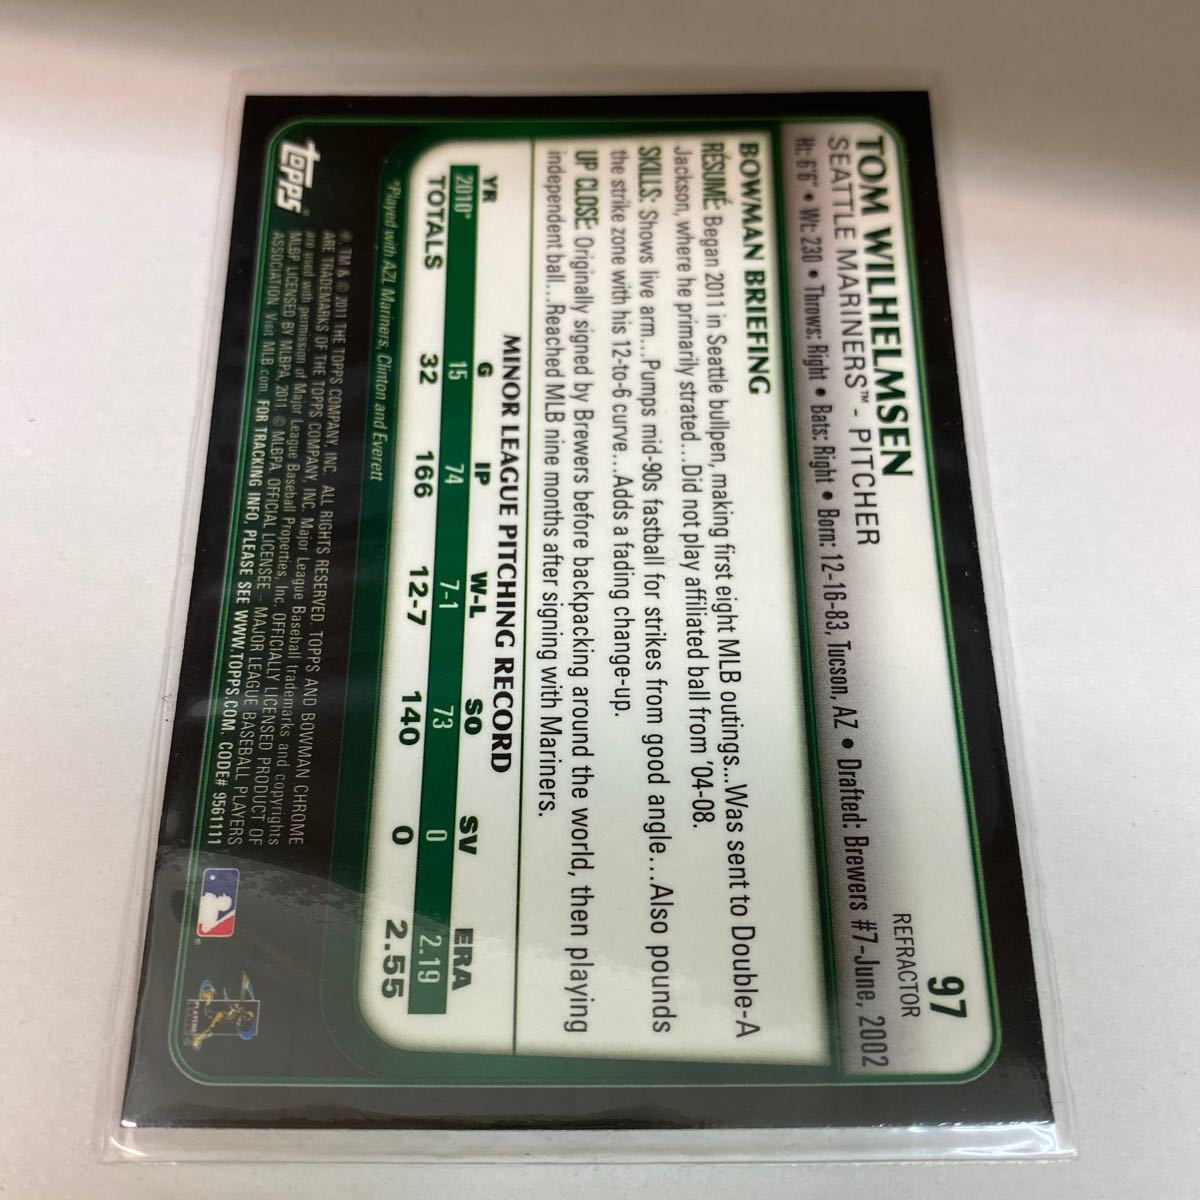 97
REFRACTOR
TOM WILHELMSEN
SEATTLE MARINERS™ - PITCHER
Ht: 6'6" • Wt: 230 • Throws: Right • Bats: Right • Born: 12-16-83, Tucson, AZ • Drafted: Brewers #7-June, 2002
BOWMAN BRIEFING
RÉSUMÉ: Began 2011 in Seattle bullpen, making first eight MLB outings...Was sent to Double-A
Jackson, where he primarily strated....Did not play affiliated ball from '04-08.
SKILLS: Shows live arm...Pumps mid-90s fastball for strikes from good angle...Also pounds
the strike zone with his 12-to-6 curve...Adds a fading change-up.
UP CLOSE: Originally signed by Brewers before backpacking around the world, then playing
independent ball...Reached MLB nine months after signing with Mariners.
MINOR LEAGUE PITCHING RECORD
YR G IP W-L SO SV ERA
2010* 15 74 7-1 73 0 2.19
TOTALS 32 166 12-7 140 0 2.55
*Played with AZL Mariners, Clinton and Everett
topps®
®, TM & © 2011 THE TOPPS COMPANY, INC. ALL RIGHTS RESERVED. TOPPS AND BOWMAN CHROME
ARE TRADEMARKS OF THE TOPPS COMPANY, INC. Major League Baseball trademarks and copyrights
are used with permission of Major League Baseball Properties, Inc. OFFICIALLY LICENSED PRODUCT OF
MLBP LICENSED BY MLBPA, 2011. © MLBPA. OFFICIAL LICENSEE – MAJOR LEAGUE BASEBALL PLAYERS
ASSOCIATION. Visit MLB.com. FOR TRACKING INFO, PLEASE SEE WWW.TOPPS.COM. CODE# 9561111
PLAYERS